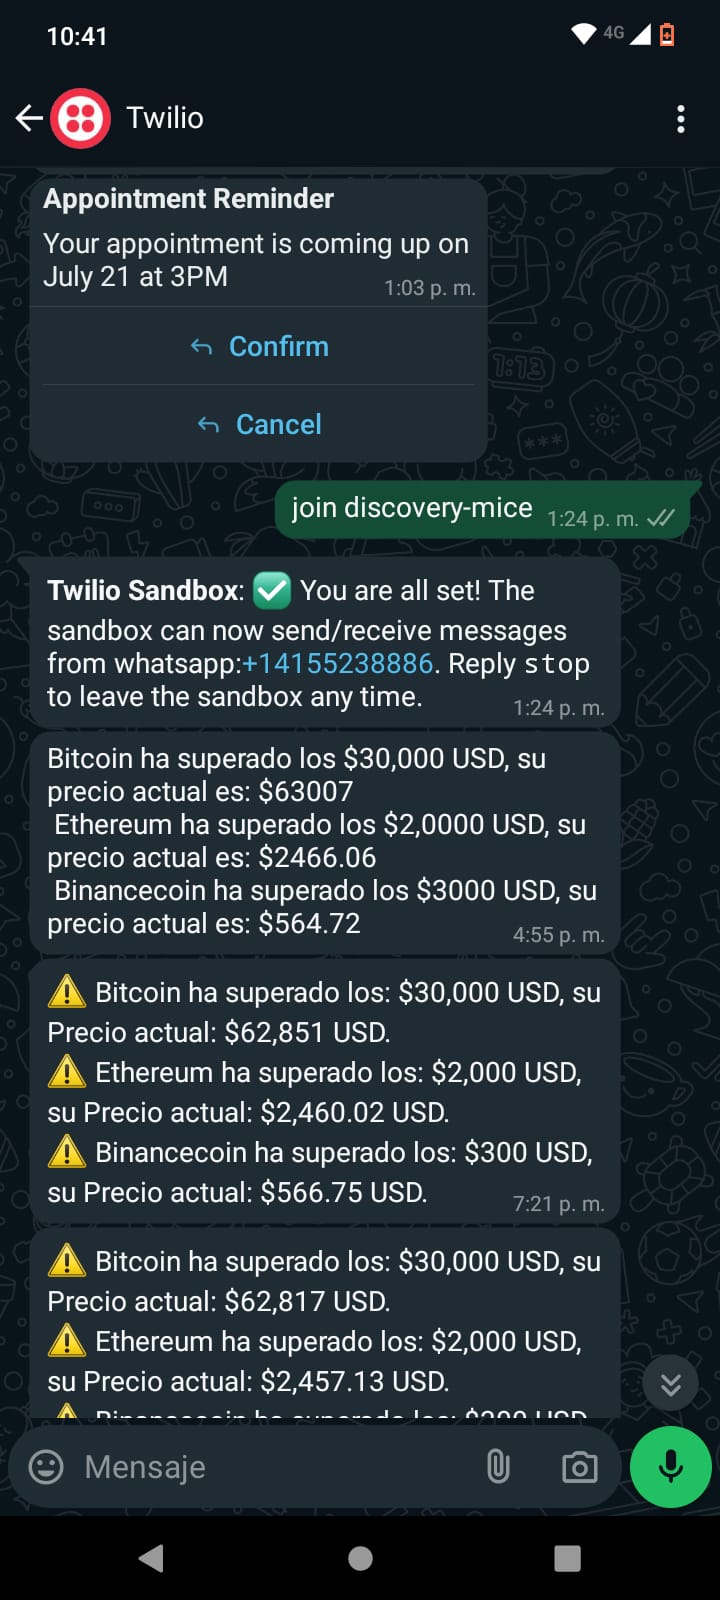 10:41
4G
Twilio
Appointment Reminder
Your appointment is coming up on
July 21 at 3PM
1:03 p. m.
Confirm
Cancel
join discovery-mice
1:24 p. m.
Twilio Sandbox: ✅ You are all set! The
sandbox can now send/receive messages
from whatsapp:+14155238886. Reply stop
to leave the sandbox any time.
1:24 p. m.
Bitcoin ha superado los $30,000 USD, su
precio actual es: $63007
Ethereum ha superado los $2,0000 USD, su
precio actual es: $2466.06
Binancecoin ha superado los $3000 USD, su
precio actual es: $564.72
4:55 p. m.
⚠️ Bitcoin ha superado los: $30,000 USD, su
Precio actual: $62,851 USD.
⚠️ Ethereum ha superado los: $2,000 USD,
su Precio actual: $2,460.02 USD.
⚠️ Binancecoin ha superado los: $300 USD,
su Precio actual: $566.75 USD.
7:21 p. m.
⚠️ Bitcoin ha superado los: $30,000 USD, su
Precio actual: $62,817 USD.
⚠️ Ethereum ha superado los: $2,000 USD,
su Precio actual: $2,457.13 USD.
⚠️ Binancecoin ha superado los: $300 USD,
Mensaje